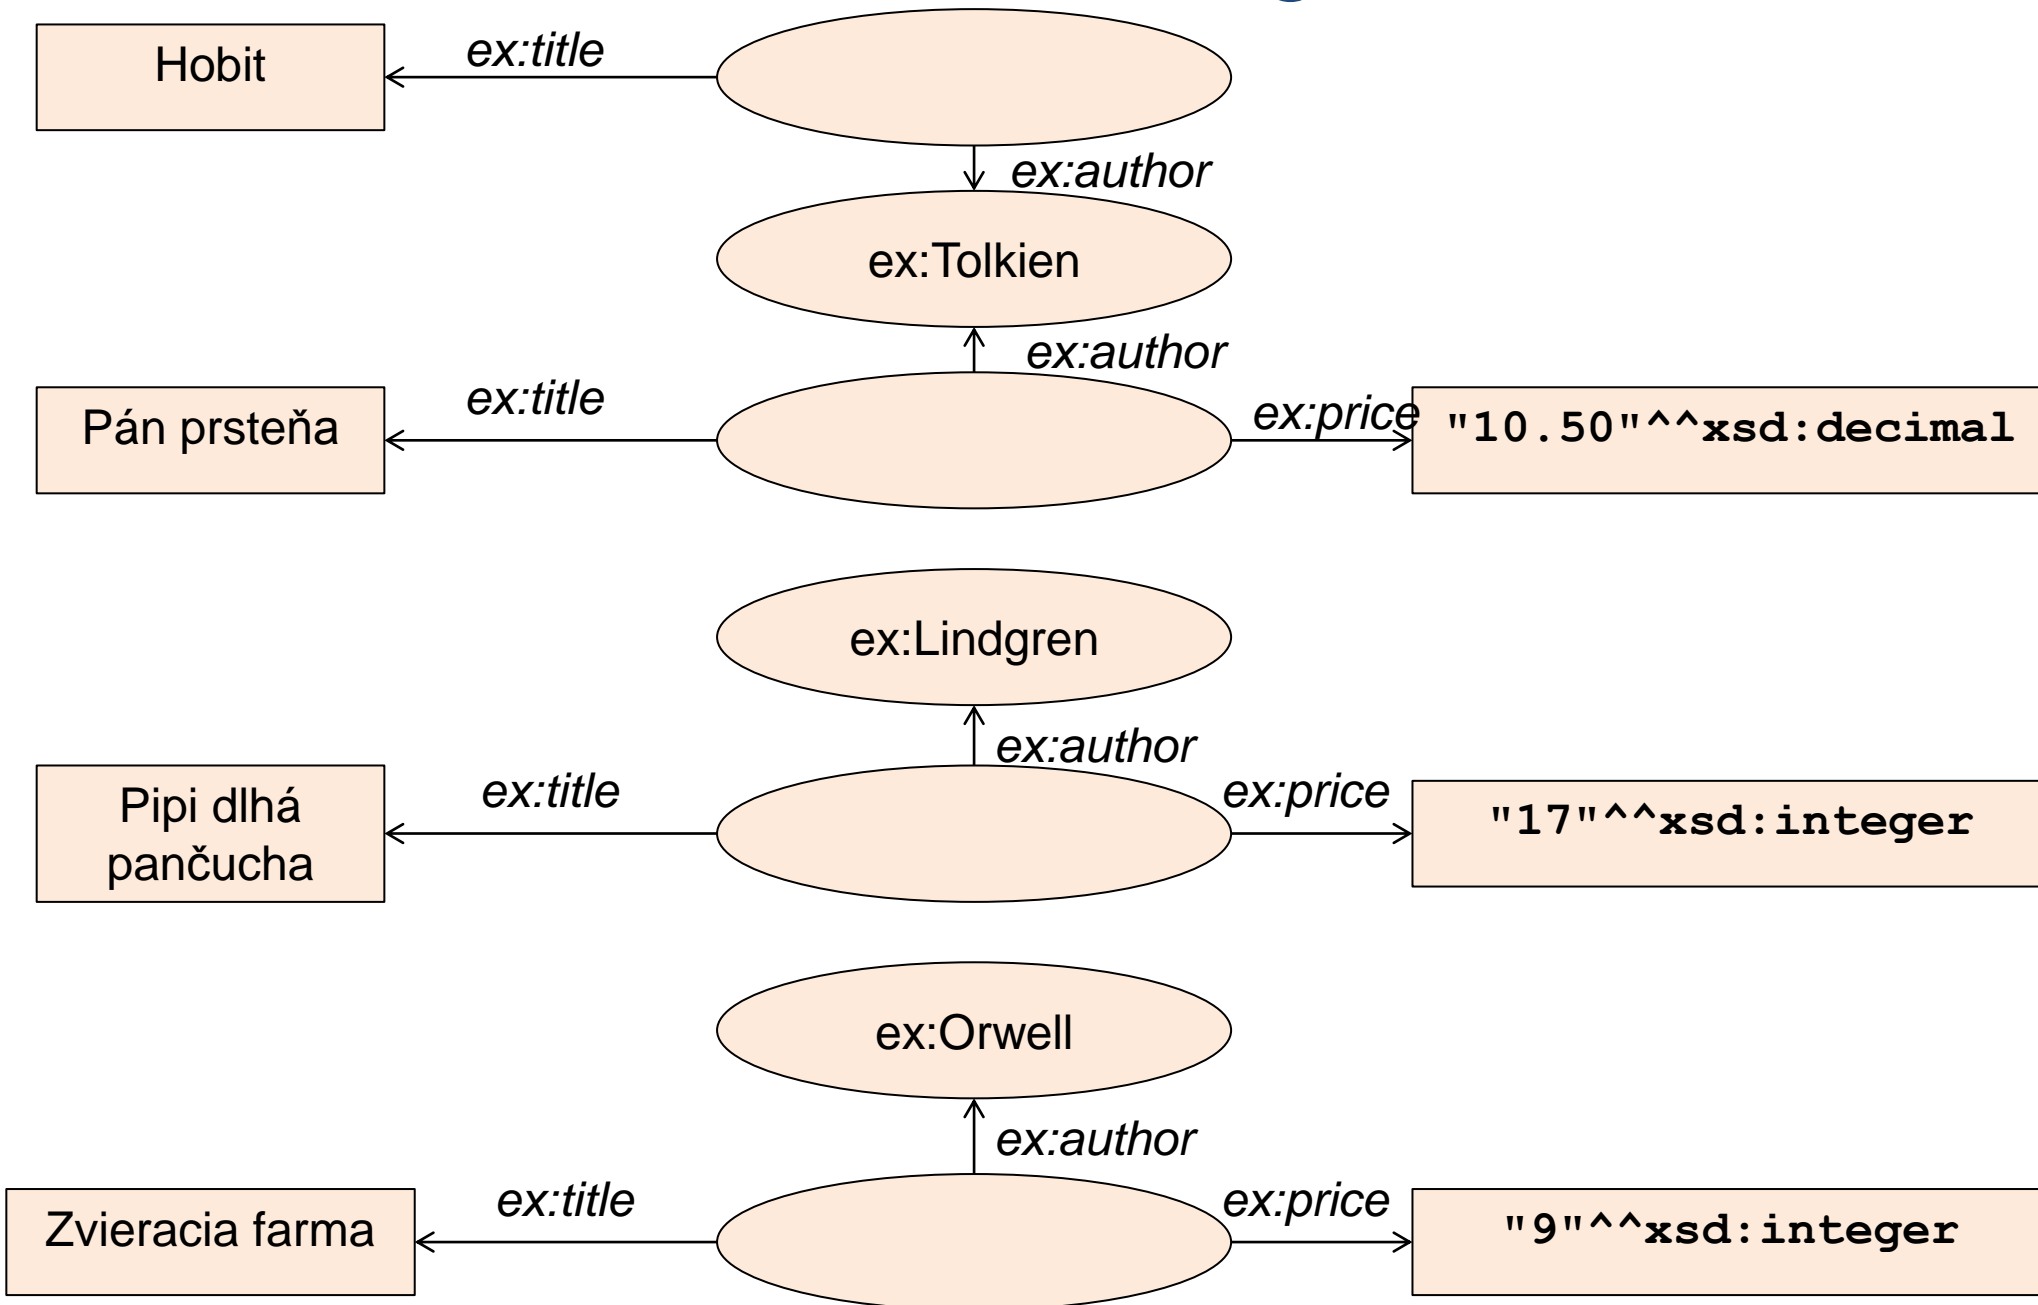 Hobit
ex:title
ex:author
ex:Tolkien
ex:author
Pán prsteňa
ex:title
ex:price
"10.50"^^xsd:decimal
ex:Lindgren
ex:author
Pipi dlhá
pančucha
ex:title
ex:price
"17"^^xsd:integer
ex:Orwell
ex:author
Zvieracia farma
ex:title
ex:price
"9"^^xsd:integer